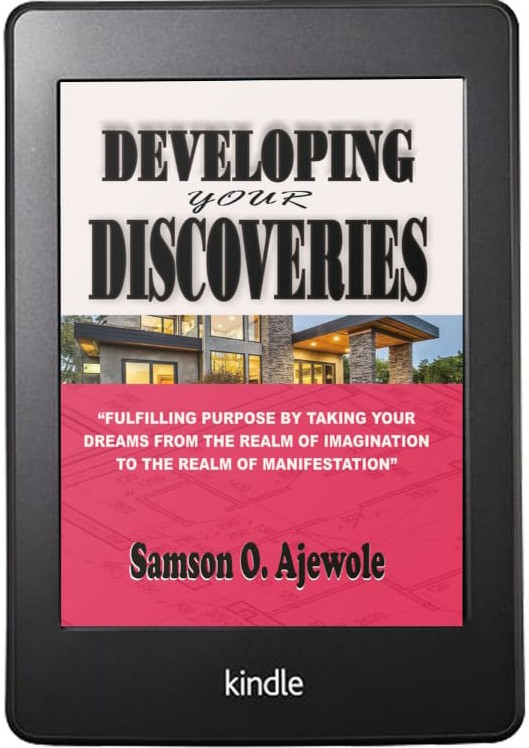 DEVELOPING
YOUR
DISCOVERIES
“FULFILLING PURPOSE BY TAKING YOUR
DREAMS FROM THE REALM OF IMAGINATION
TO THE REALM OF MANIFESTATION”
Samson O. Ajewole
kindle